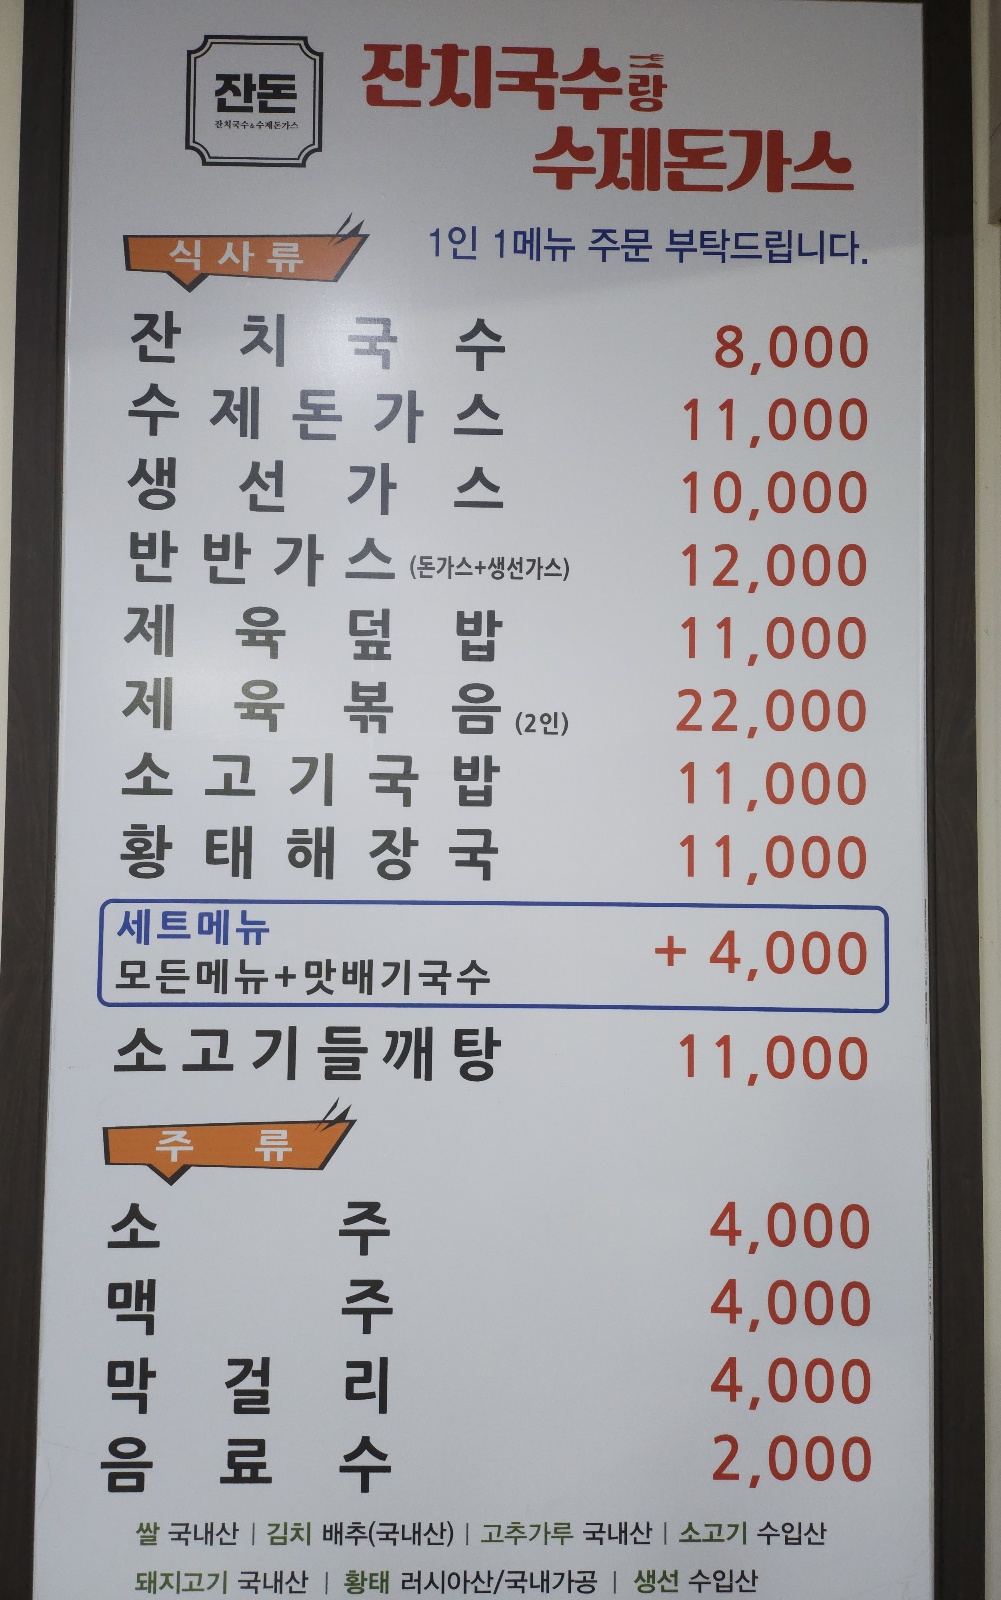 잔돈
잔치국수&수제돈가스
잔치국수랑
수제돈가스
식사류
1인 1메뉴 주문 부탁드립니다.
잔치국수 8,000
수제돈가스 11,000
생선가스 10,000
반반가스 (돈가스+생선가스) 12,000
제육덮밥 11,000
제육볶음 (2인) 22,000
소고기국밥 11,000
황태해장국 11,000
세트메뉴
모든메뉴+맛배기국수 + 4,000
소고기들깨탕 11,000
주류
소주 4,000
맥주 4,000
막걸리 4,000
음료수 2,000
쌀 국내산 | 김치 배추(국내산) | 고추가루 국내산 | 소고기 수입산
돼지고기 국내산 | 황태 러시아산/국내가공 | 생선 수입산